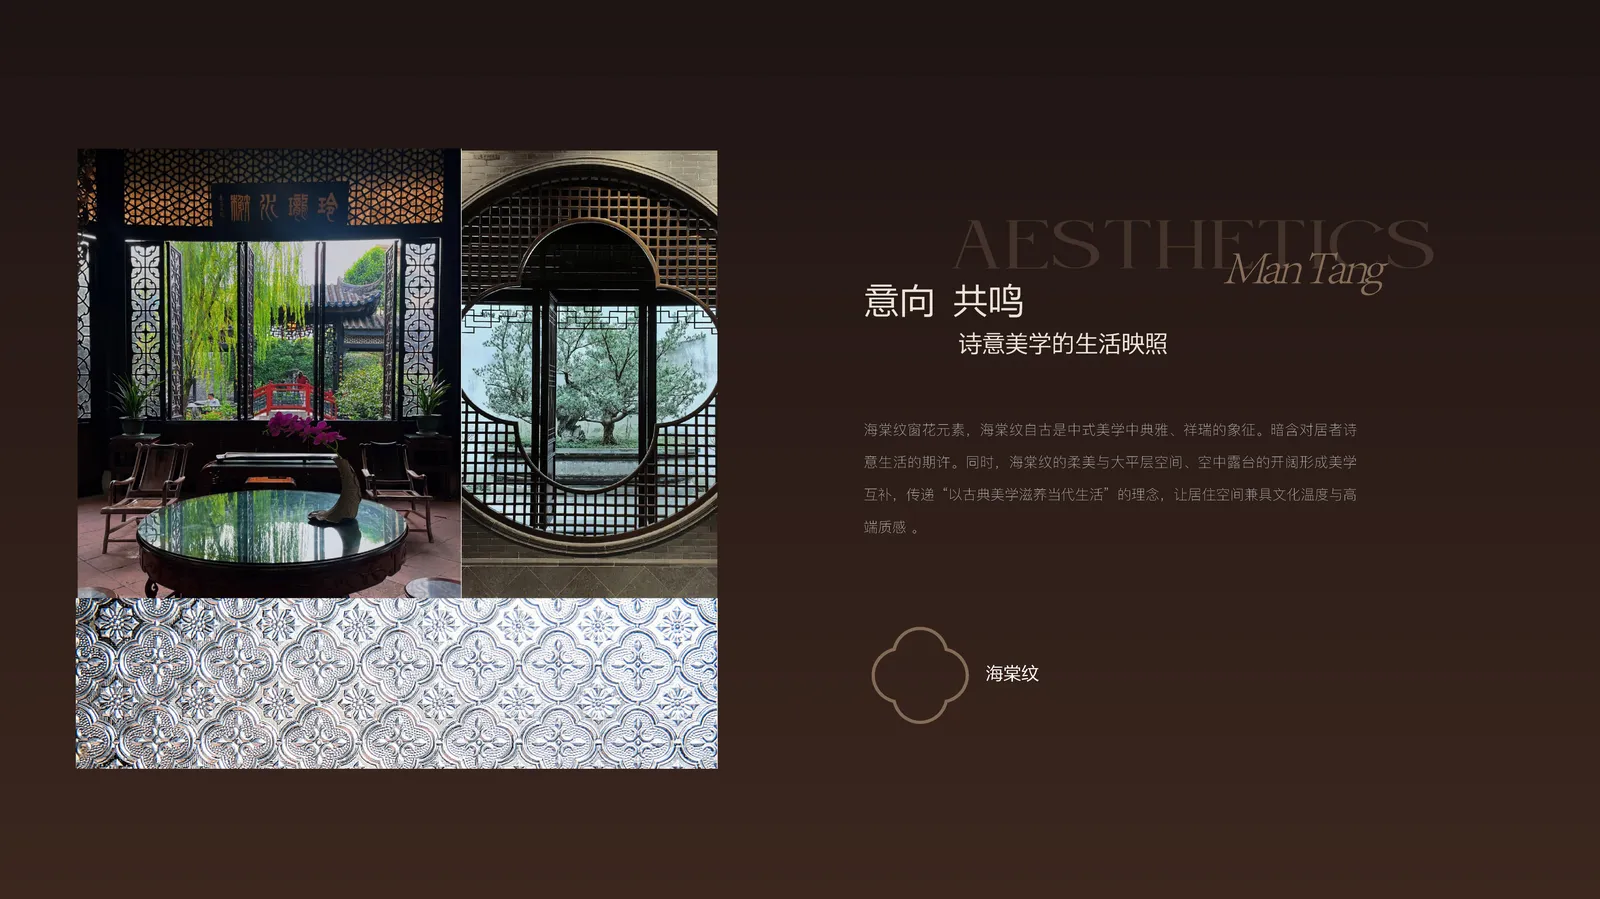 AESTHETICS
Man Tang
意向 共鸣
诗意美学的生活映照
海棠纹窗花元素，海棠纹自古是中式美学中典雅、祥瑞的象征。暗含对居者诗
意生活的期许。同时，海棠纹的柔美与大平层空间、空中露台的开阔形成美学
互补，传递“以古典美学滋养当代生活”的理念，让居住空间兼具文化温度与高
端质感 。
海棠纹